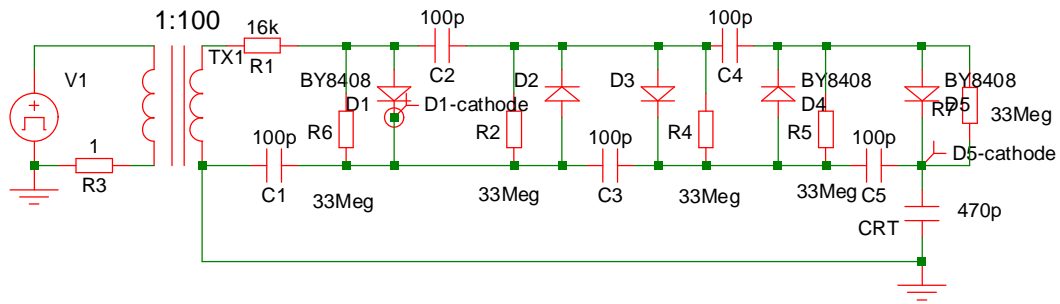 1:100
100p
100p
16k
V1
TX1
R1
C2
C4
BY8408
D2
D3
BY8408
BY8408
D1
D1-cathode
D4
R7
D5
33Meg
1
100p
R6
R2
100p
R4
R5
100p
D5-cathode
R3
C1
33Meg
33Meg
C3
33Meg
33Meg
C5
470p
CRT